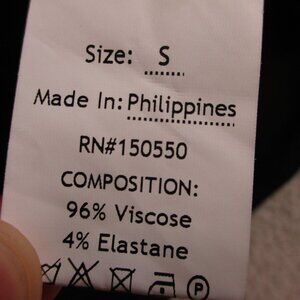 Size: S
Made In: Philippines
RN#150550
COMPOSITION:
96% Viscose
4% Elastane
P